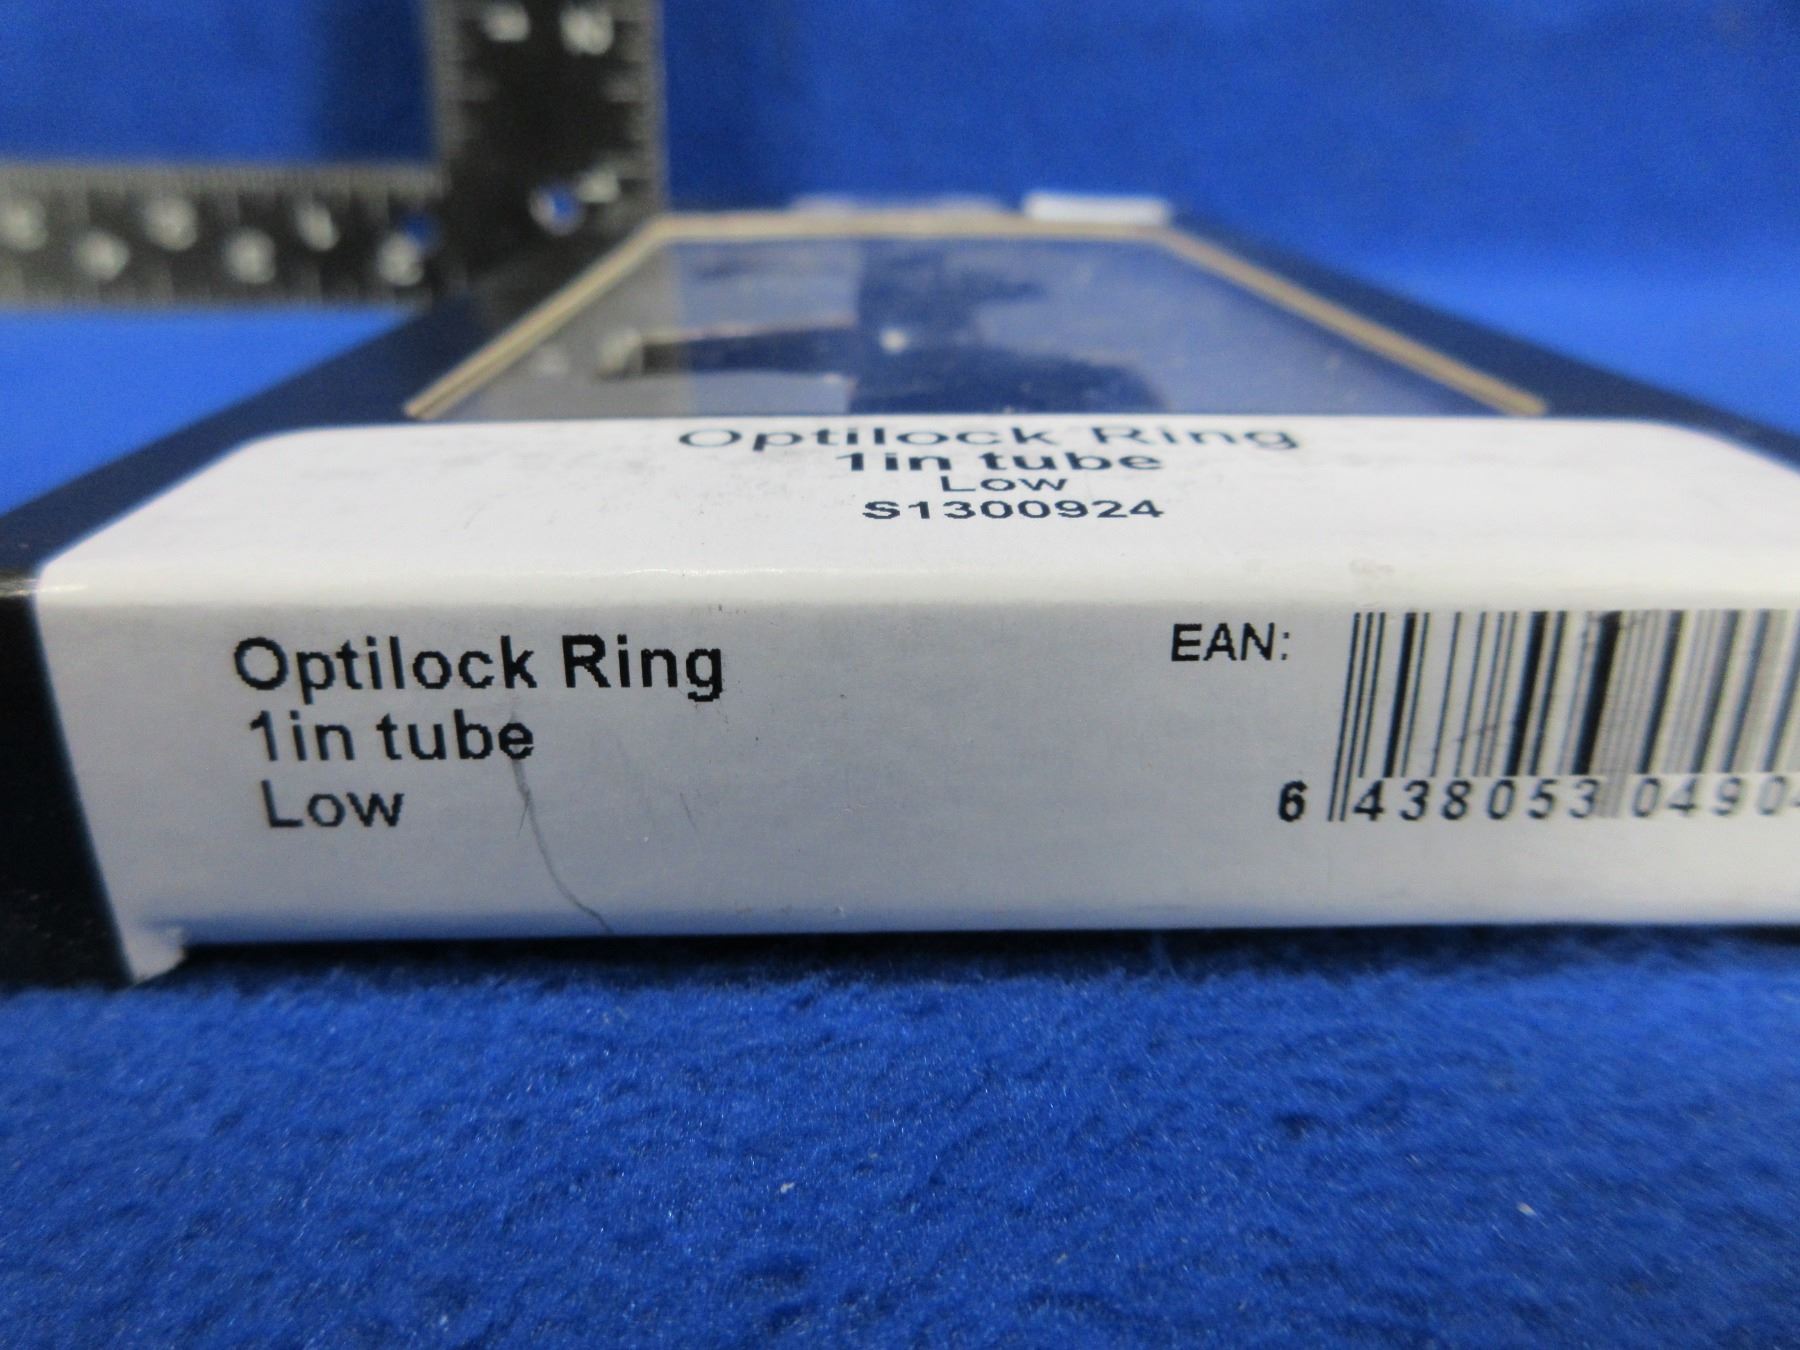 Optilock Ring
1in tube
Low
S1300924
Optilock Ring
1in tube
Low
EAN:
6 438053 0490